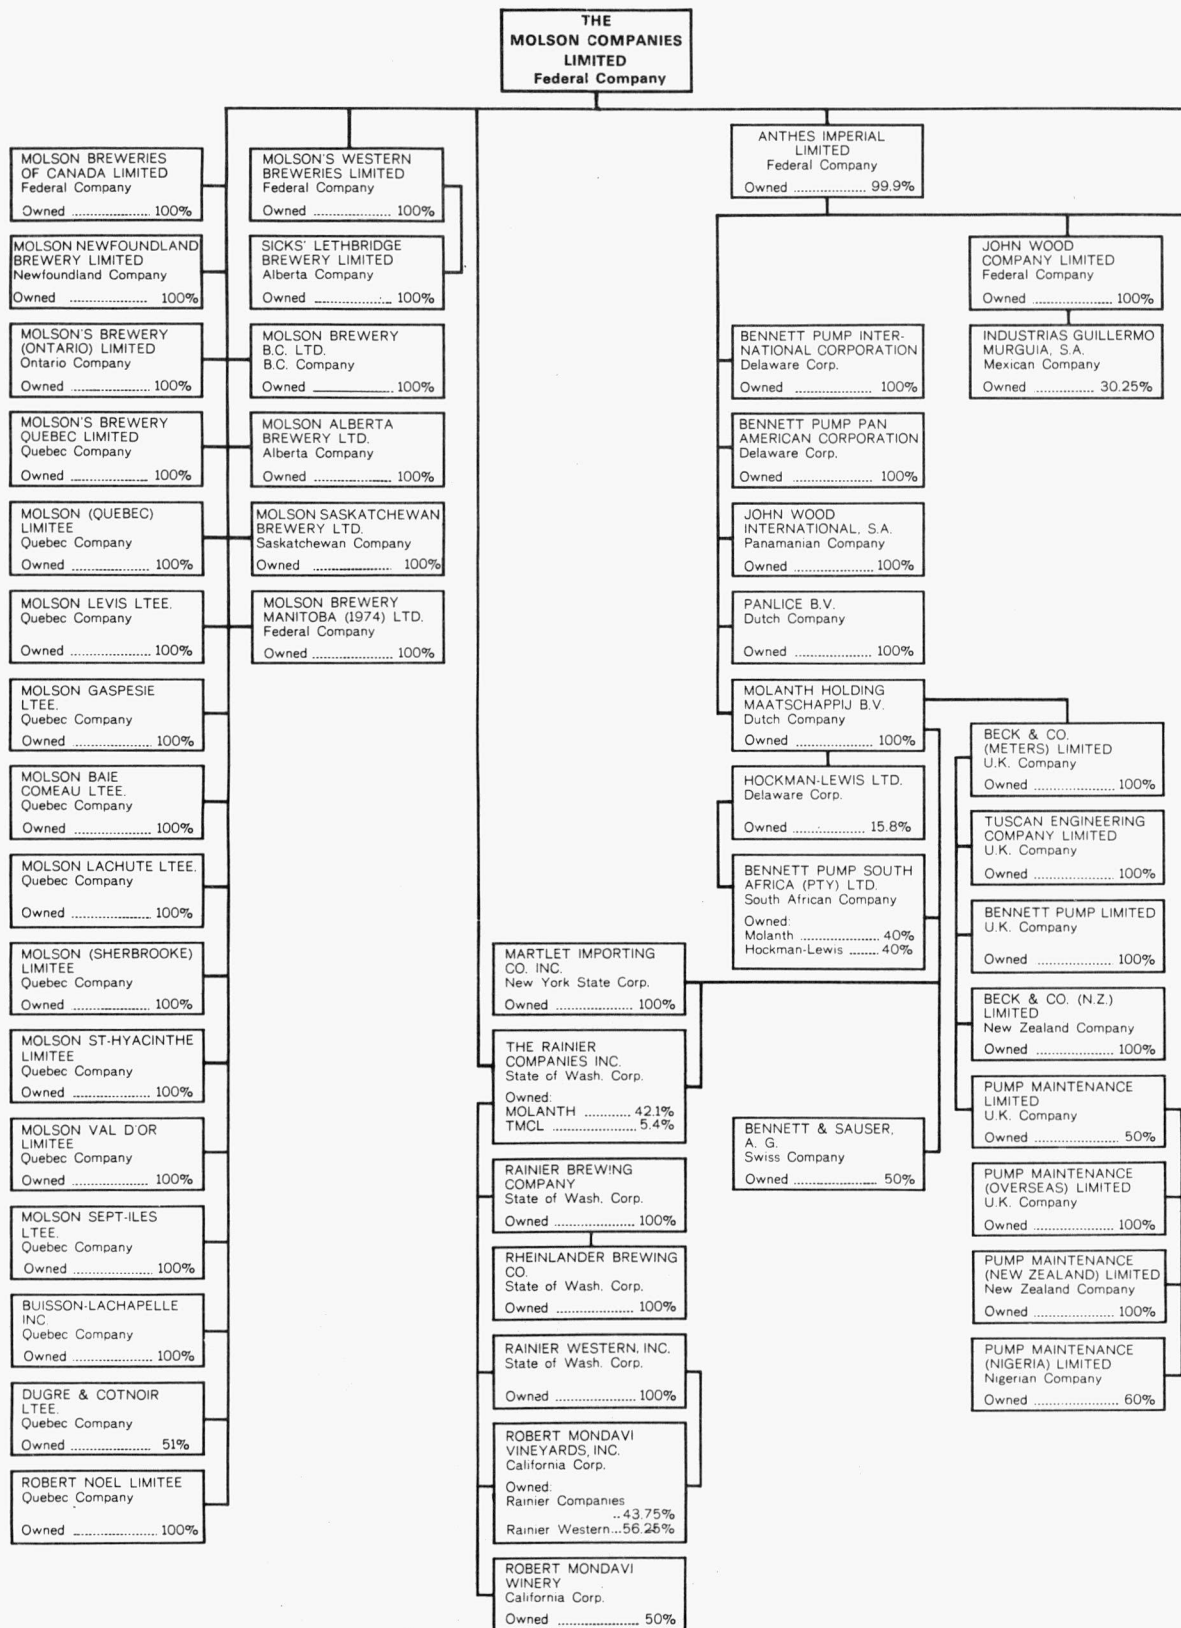 THE
MOLSON COMPANIES
LIMITED
Federal Company
MOLSON BREWERIES
OF CANADA LIMITED
Federal Company
Owned .................... 100%
MOLSON NEWFOUNDLAND
BREWERY LIMITED
Newfoundland Company
Owned .................... 100%
MOLSON'S BREWERY
(ONTARIO) LIMITED
Ontario Company
Owned .................... 100%
MOLSON'S BREWERY
QUEBEC LIMITED
Quebec Company
Owned .................... 100%
MOLSON (QUEBEC)
LIMITEE
Quebec Company
Owned .................... 100%
MOLSON LEVIS LTEE.
Quebec Company
Owned .................... 100%
MOLSON GASPESIE
LTEE.
Quebec Company
Owned .................... 100%
MOLSON BAIE
COMEAU LTEE.
Quebec Company
Owned .................... 100%
MOLSON LACHUTE LTEE.
Quebec Company
Owned .................... 100%
MOLSON (SHERBROOKE)
LIMITEE
Quebec Company
Owned .................... 100%
MOLSON ST-HYACINTHE
LIMITEE
Quebec Company
Owned .................... 100%
MOLSON VAL D'OR
LIMITEE
Quebec Company
Owned .................... 100%
MOLSON SEPT-ILES
LTEE.
Quebec Company
Owned .................... 100%
BUISSON-LACHAPELLE
INC.
Quebec Company
Owned .................... 100%
DUGRE & COTNOIR
LTEE.
Quebec Company
Owned .................... 51%
ROBERT NOEL LIMITEE
Quebec Company
Owned .................... 100%
MOLSON'S WESTERN
BREWERIES LIMITED
Federal Company
Owned .................... 100%
SICKS' LETHBRIDGE
BREWERY LIMITED
Alberta Company
Owned .................... 100%
MOLSON BREWERY
B.C. LTD.
B.C. Company
Owned .................... 100%
MOLSON ALBERTA
BREWERY LTD.
Alberta Company
Owned .................... 100%
MOLSON SASKATCHEWAN
BREWERY LTD.
Saskatchewan Company
Owned .................... 100%
MOLSON BREWERY
MANITOBA (1974) LTD.
Federal Company
Owned .................... 100%
MARTLET IMPORTING
CO. INC.
New York State Corp.
Owned .................... 100%
THE RAINIER
COMPANIES INC.
State of Wash. Corp.
Owned:
MOLANTH ........... 42.1%
TMCL .................... 5.4%
RAINIER BREWING
COMPANY
State of Wash. Corp.
Owned .................... 100%
RHEINLANDER BREWING
CO.
State of Wash. Corp.
Owned .................... 100%
RAINIER WESTERN, INC.
State of Wash. Corp.
Owned .................... 100%
ROBERT MONDAVI
VINEYARDS, INC.
California Corp.
Owned:
Rainier Companies
..43.75%
Rainier Western...56.25%
ROBERT MONDAVI
WINERY
California Corp.
Owned .................... 50%
ANTHES IMPERIAL
LIMITED
Federal Company
Owned .................... 99.9%
BENNETT PUMP INTER-
NATIONAL CORPORATION
Delaware Corp.
Owned .................... 100%
BENNETT PUMP PAN
AMERICAN CORPORATION
Delaware Corp.
Owned .................... 100%
JOHN WOOD
INTERNATIONAL, S.A.
Panamanian Company
Owned .................... 100%
PANLICE B.V.
Dutch Company
Owned .................... 100%
MOLANTH HOLDING
MAATSCHAPPIJ B.V.
Dutch Company
Owned .................... 100%
HOCKMAN-LEWIS LTD.
Delaware Corp.
Owned .................... 15.8%
BENNETT PUMP SOUTH
AFRICA (PTY) LTD.
South African Company
Owned:
Molanth .................... 40%
Hockman-Lewis ........ 40%
BENNETT & SAUSER,
A. G.
Swiss Company
Owned .................... 50%
JOHN WOOD
COMPANY LIMITED
Federal Company
Owned .................... 100%
INDUSTRIAS GUILLERMO
MURGUIA, S.A.
Mexican Company
Owned .................... 30.25%
BECK & CO.
(METERS) LIMITED
U.K. Company
Owned .................... 100%
TUSCAN ENGINEERING
COMPANY LIMITED
U.K. Company
Owned .................... 100%
BENNETT PUMP LIMITED
U.K. Company
Owned .................... 100%
BECK & CO. (N.Z.)
LIMITED
New Zealand Company
Owned .................... 100%
PUMP MAINTENANCE
LIMITED
U.K. Company
Owned .................... 50%
PUMP MAINTENANCE
(OVERSEAS) LIMITED
U.K. Company
Owned .................... 100%
PUMP MAINTENANCE
(NEW ZEALAND) LIMITED
New Zealand Company
Owned .................... 100%
PUMP MAINTENANCE
(NIGERIA) LIMITED
Nigerian Company
Owned .................... 60%